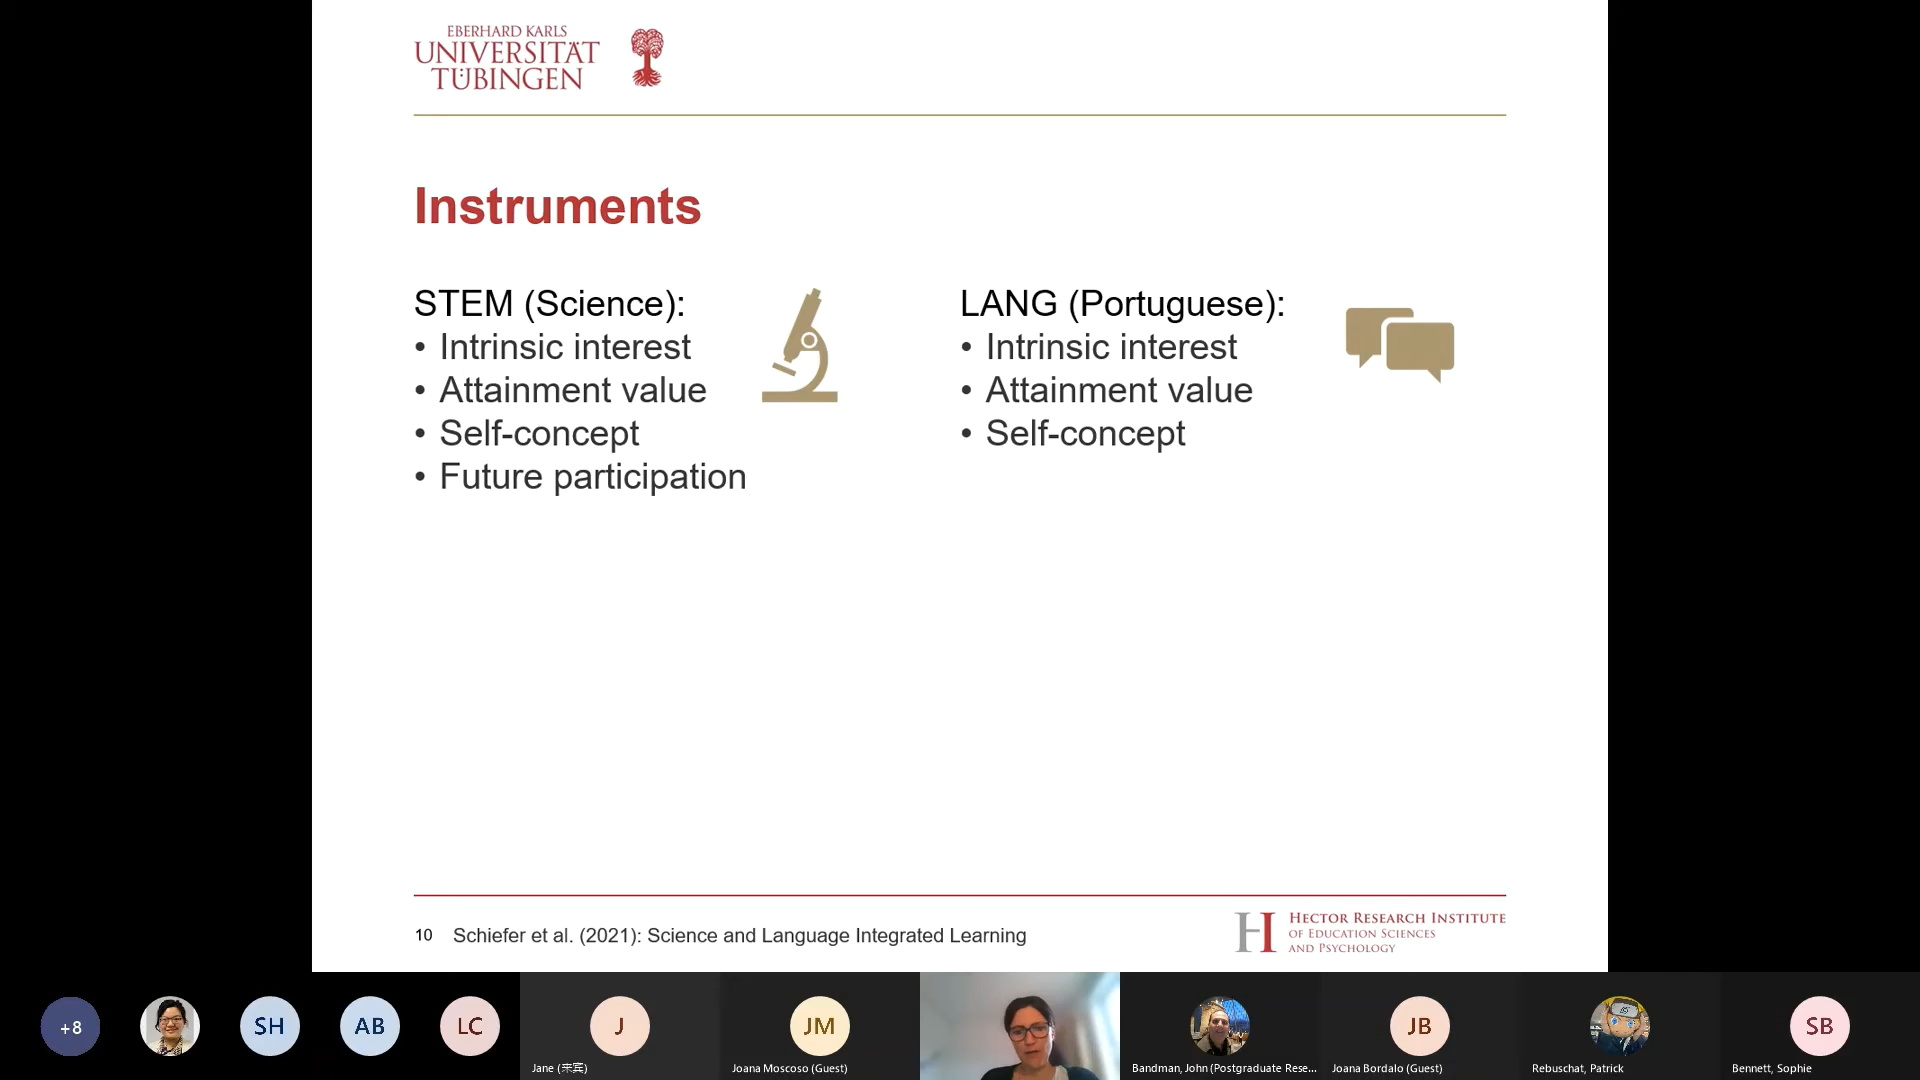 EBERHARD KARLS
UNIVERSITÄT
TÜBINGEN
Instruments
STEM (Science):
• Intrinsic interest
• Attainment value
• Self-concept
• Future participation
LANG (Portuguese):
• Intrinsic interest
• Attainment value
• Self-concept
10 Schiefer et al. (2021): Science and Language Integrated Learning
H HECTOR RESEARCH INSTITUTE
OF EDUCATION SCIENCES
AND PSYCHOLOGY
+8
SH
AB
LC
J
Jane (来宾)
JM
Joana Moscoso (Guest)
Bandman, John (Postgraduate Rese...
JB
Joana Bordalo (Guest)
Rebuschat, Patrick
SB
Bennett, Sophie